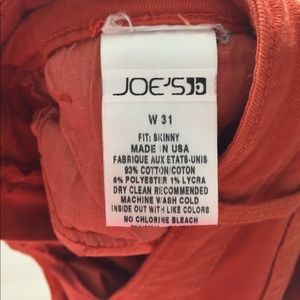 JOE'S
W 31
FIT: SKINNY
MADE IN USA
FABRIQUE AUX ETATS-UNIS
93% COTTON/COTON
6% POLYESTER 1% LYCRA
DRY CLEAN RECOMMENDED
MACHINE WASH COLD
INSIDE OUT WITH LIKE COLORS
NO CHLORINE BLEACH